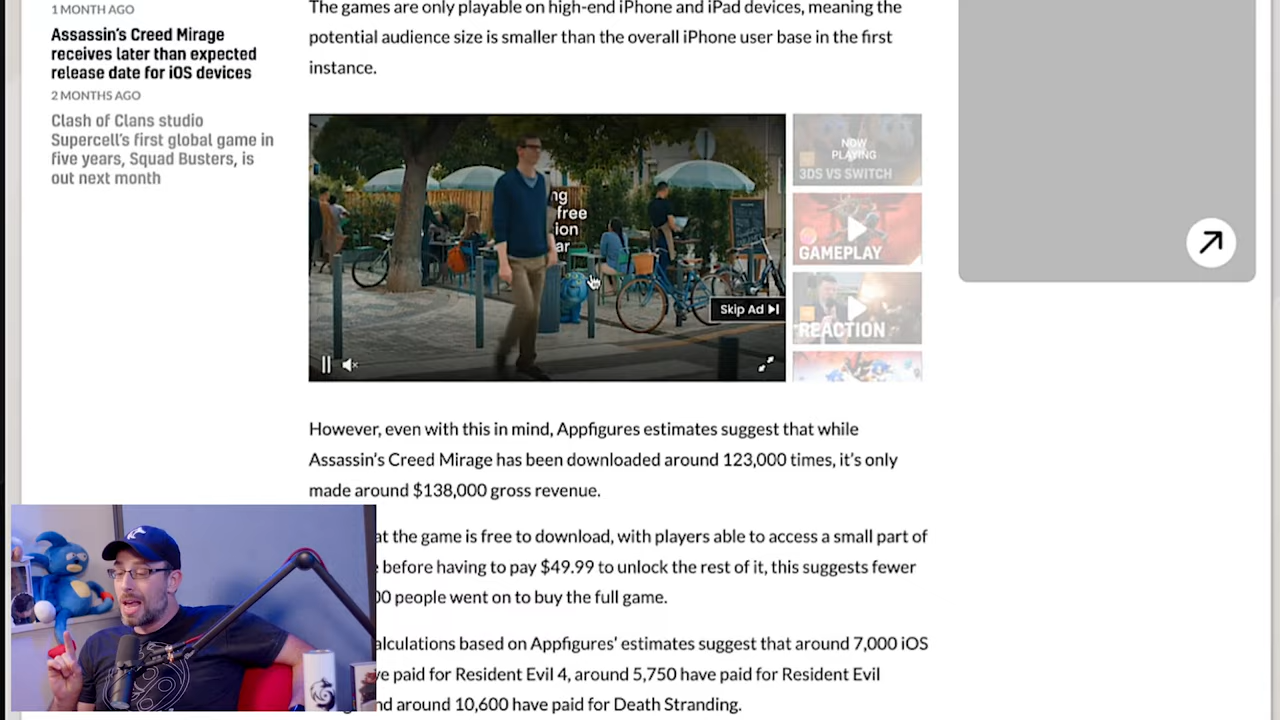 1 MONTH AGO
Assassin's Creed Mirage
receives later than expected
release date for iOS devices
2 MONTHS AGO
Clash of Clans studio
Supercell's first global game in
five years, Squad Busters, is
out next month
The games are only playable on high-end iPhone and iPad devices, meaning the
potential audience size is smaller than the overall iPhone user base in the first
instance.
free
Skip Ad
NOW
PLAYING
3DS VS SWITCH
GAMEPLAY
REACTION
However, even with this in mind, Appfigures estimates suggest that while
Assassin's Creed Mirage has been downloaded around 123,000 times, it's only
made around $138,000 gross revenue.
at the game is free to download, with players able to access a small part of
before having to pay $49.99 to unlock the rest of it, this suggests fewer
people went on to buy the full game.
alculations based on Appfigures' estimates suggest that around 7,000 iOS
ve paid for Resident Evil 4, around 5,750 have paid for Resident Evil
nd around 10,600 have paid for Death Stranding.